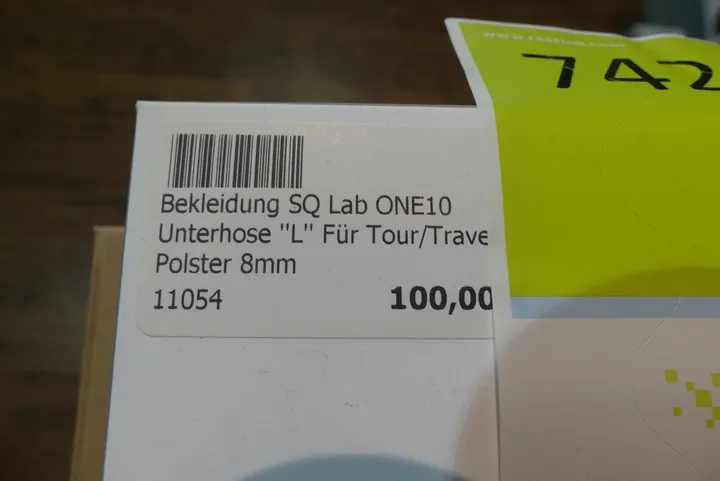 742
Bekleidung SQ Lab ONE10
Unterhose "L" Für Tour/Trave
Polster 8mm
11054 100,00